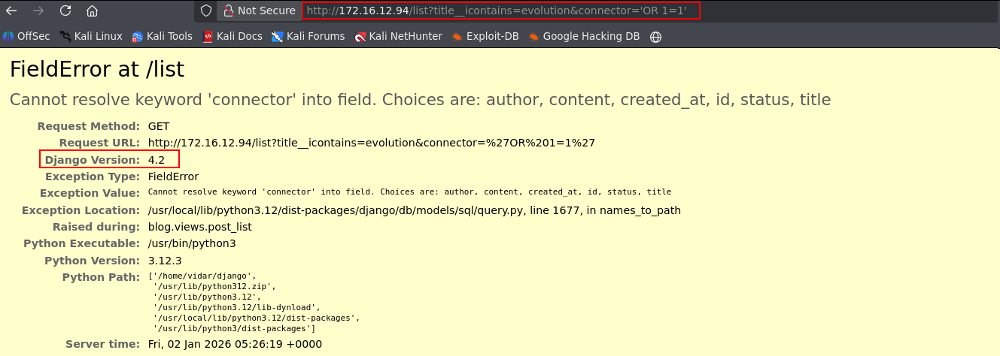 Not Secure http://172.16.12.94/list?title__icontains=evolution&connector='OR 1=1'
OffSec Kali Linux Kali Tools Kali Docs Kali Forums Kali NetHunter Exploit-DB Google Hacking DB
FieldError at /list
Cannot resolve keyword 'connector' into field. Choices are: author, content, created_at, id, status, title
Request Method: GET
Request URL: http://172.16.12.94/list?title__icontains=evolution&connector=%27OR%201=1%27
Django Version: 4.2
Exception Type: FieldError
Exception Value: Cannot resolve keyword 'connector' into field. Choices are: author, content, created_at, id, status, title
Exception Location: /usr/local/lib/python3.12/dist-packages/django/db/models/sql/query.py, line 1677, in names_to_path
Raised during: blog.views.post_list
Python Executable: /usr/bin/python3
Python Version: 3.12.3
Python Path: ['/home/vidar/django',
'/usr/lib/python312.zip',
'/usr/lib/python3.12',
'/usr/lib/python3.12/lib-dynload',
'/usr/local/lib/python3.12/dist-packages',
'/usr/lib/python3/dist-packages']
Server time: Fri, 02 Jan 2026 05:26:19 +0000